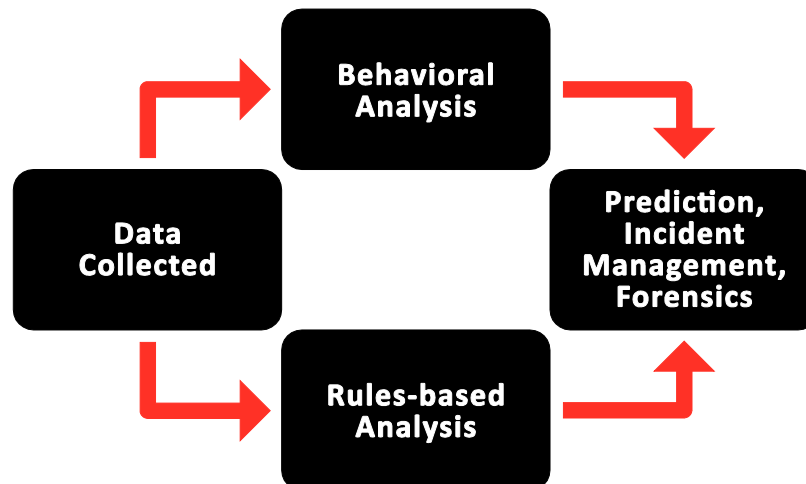 Behavioral
Analysis
Data
Collected
Prediction,
Incident
Management,
Forensics
Rules-based
Analysis